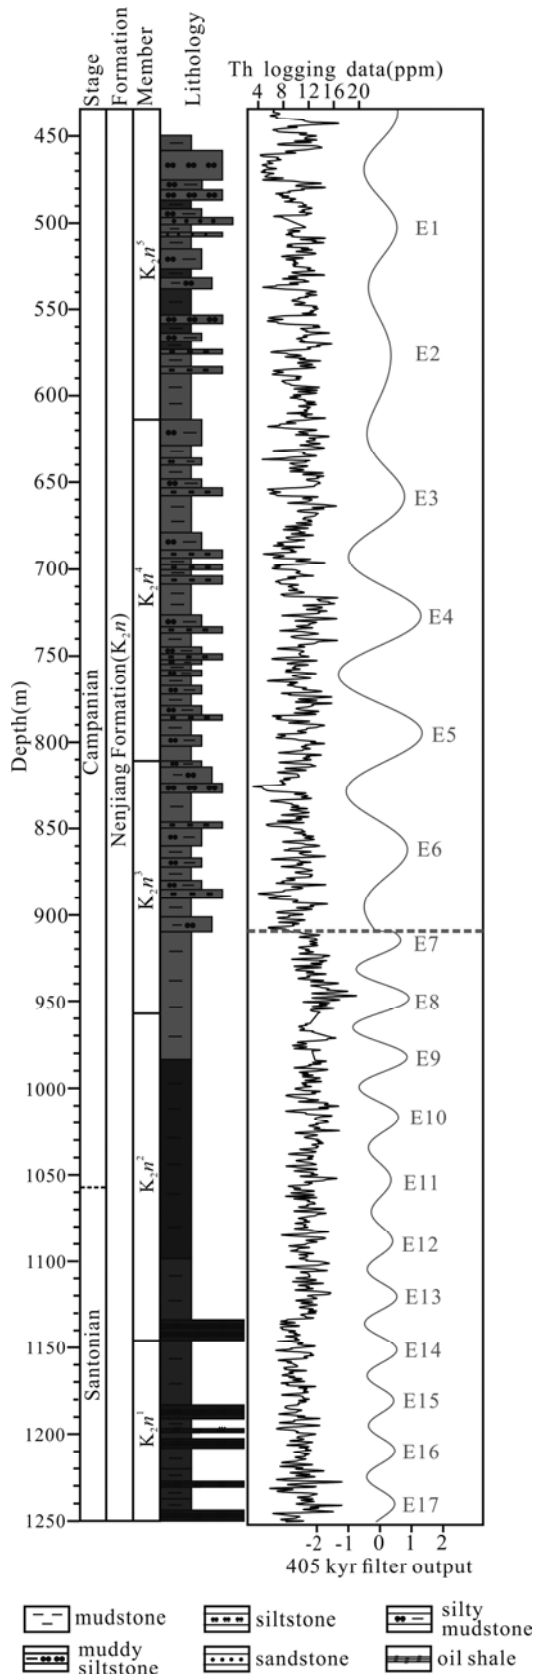 Th logging data(ppm)
4 8 12 16 20
Stage
Formation
Member
Lithology
Depth(m)
450
500
550
600
650
700
750
800
850
900
950
1000
1050
1100
1150
1200
1250
Campanian
Santonian
Nenjiang Formation(K₂n)
K₂n⁵
K₂n⁴
K₂n³
K₂n²
K₂n¹
E1
E2
E3
E4
E5
E6
E7
E8
E9
E10
E11
E12
E13
E14
E15
E16
E17
-2 -1 0 1 2
405 kyr filter output
mudstone
siltstone
silty
mudstone
muddy
siltstone
sandstone
oil shale